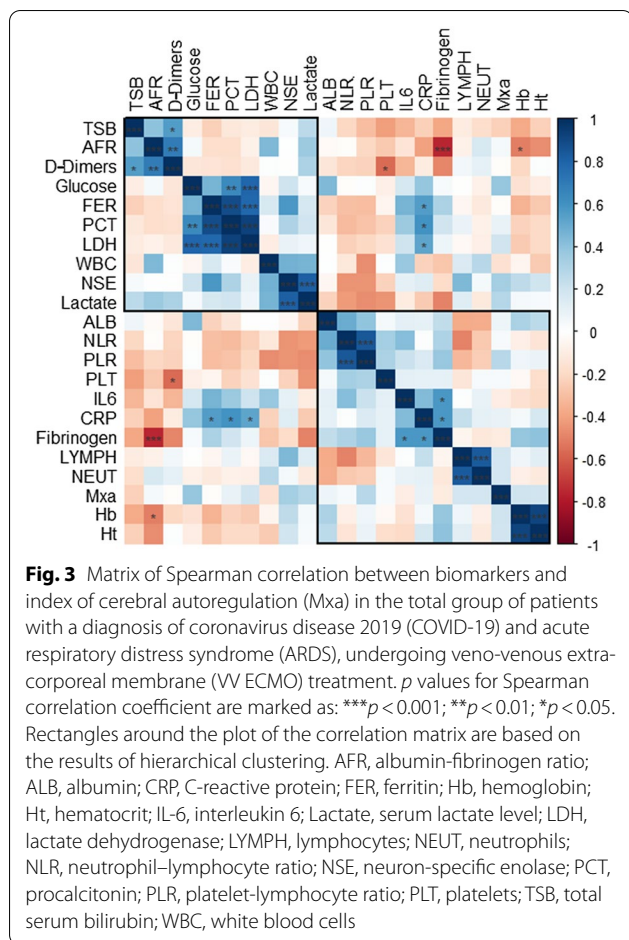 TSB AFR D-Dimers Glucose FER PCT LDH WBC NSE Lactate ALB NLR PLR PLT IL6 CRP Fibrinogen LYMPH NEUT Mxa Hb Ht
TSB *** *
AFR *** ** *** *
D-Dimers * ** *** *
Glucose *** ** ***
FER *** *** *** *
PCT ** *** *** *** *
LDH *** *** *** *** *
WBC ***
NSE *** ***
Lactate *** ***
ALB ***
NLR *** ***
PLR *** ***
PLT * ***
IL6 *** *
CRP * * * *** *
Fibrinogen *** * * ***
LYMPH *** ***
NEUT *** ***
Mxa ***
Hb * *** ***
Ht *** ***
1
0.8
0.6
0.4
0.2
0
-0.2
-0.4
-0.6
-0.8
-1
Fig. 3 Matrix of Spearman correlation between biomarkers and
index of cerebral autoregulation (Mxa) in the total group of patients
with a diagnosis of coronavirus disease 2019 (COVID-19) and acute
respiratory distress syndrome (ARDS), undergoing veno-venous extra-
corporeal membrane (VV ECMO) treatment. p values for Spearman
correlation coefficient are marked as: ***p < 0.001; **p < 0.01; *p < 0.05.
Rectangles around the plot of the correlation matrix are based on
the results of hierarchical clustering. AFR, albumin-fibrinogen ratio;
ALB, albumin; CRP, C-reactive protein; FER, ferritin; Hb, hemoglobin;
Ht, hematocrit; IL-6, interleukin 6; Lactate, serum lactate level; LDH,
lactate dehydrogenase; LYMPH, lymphocytes; NEUT, neutrophils;
NLR, neutrophil–lymphocyte ratio; NSE, neuron-specific enolase; PCT,
procalcitonin; PLR, platelet-lymphocyte ratio; PLT, platelets; TSB, total
serum bilirubin; WBC, white blood cells